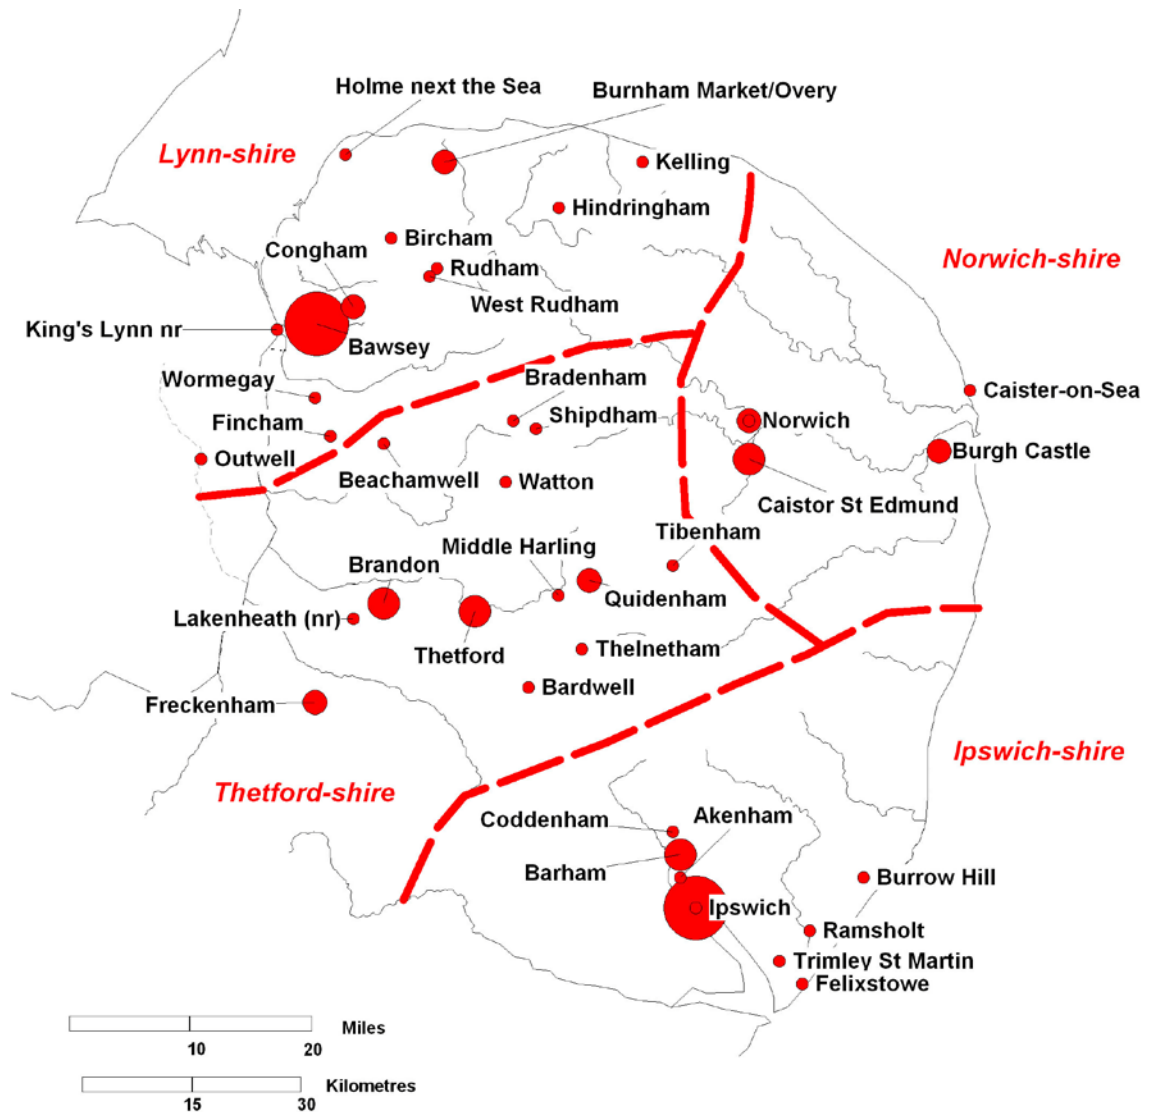 Holme next the Sea
Burnham Market/Overy
Lynn-shire
Kelling
Hindringham
Bircham
Congham
Rudham
Norwich-shire
West Rudham
King's Lynn nr
Bawsey
Wormegay
Bradenham
Caister-on-Sea
Shipdham
Fincham
Norwich
Outwell
Burgh Castle
Beachamwell
Watton
Caistor St Edmund
Tibenham
Middle Harling
Brandon
Quidenham
Lakenheath (nr)
Thetford
Thelnetham
Bardwell
Freckenham
Ipswich-shire
Thetford-shire
Coddenham
Akenham
Barham
Burrow Hill
Ipswich
Ramsholt
Trimley St Martin
Felixstowe
Miles
10
20
Kilometres
15
30